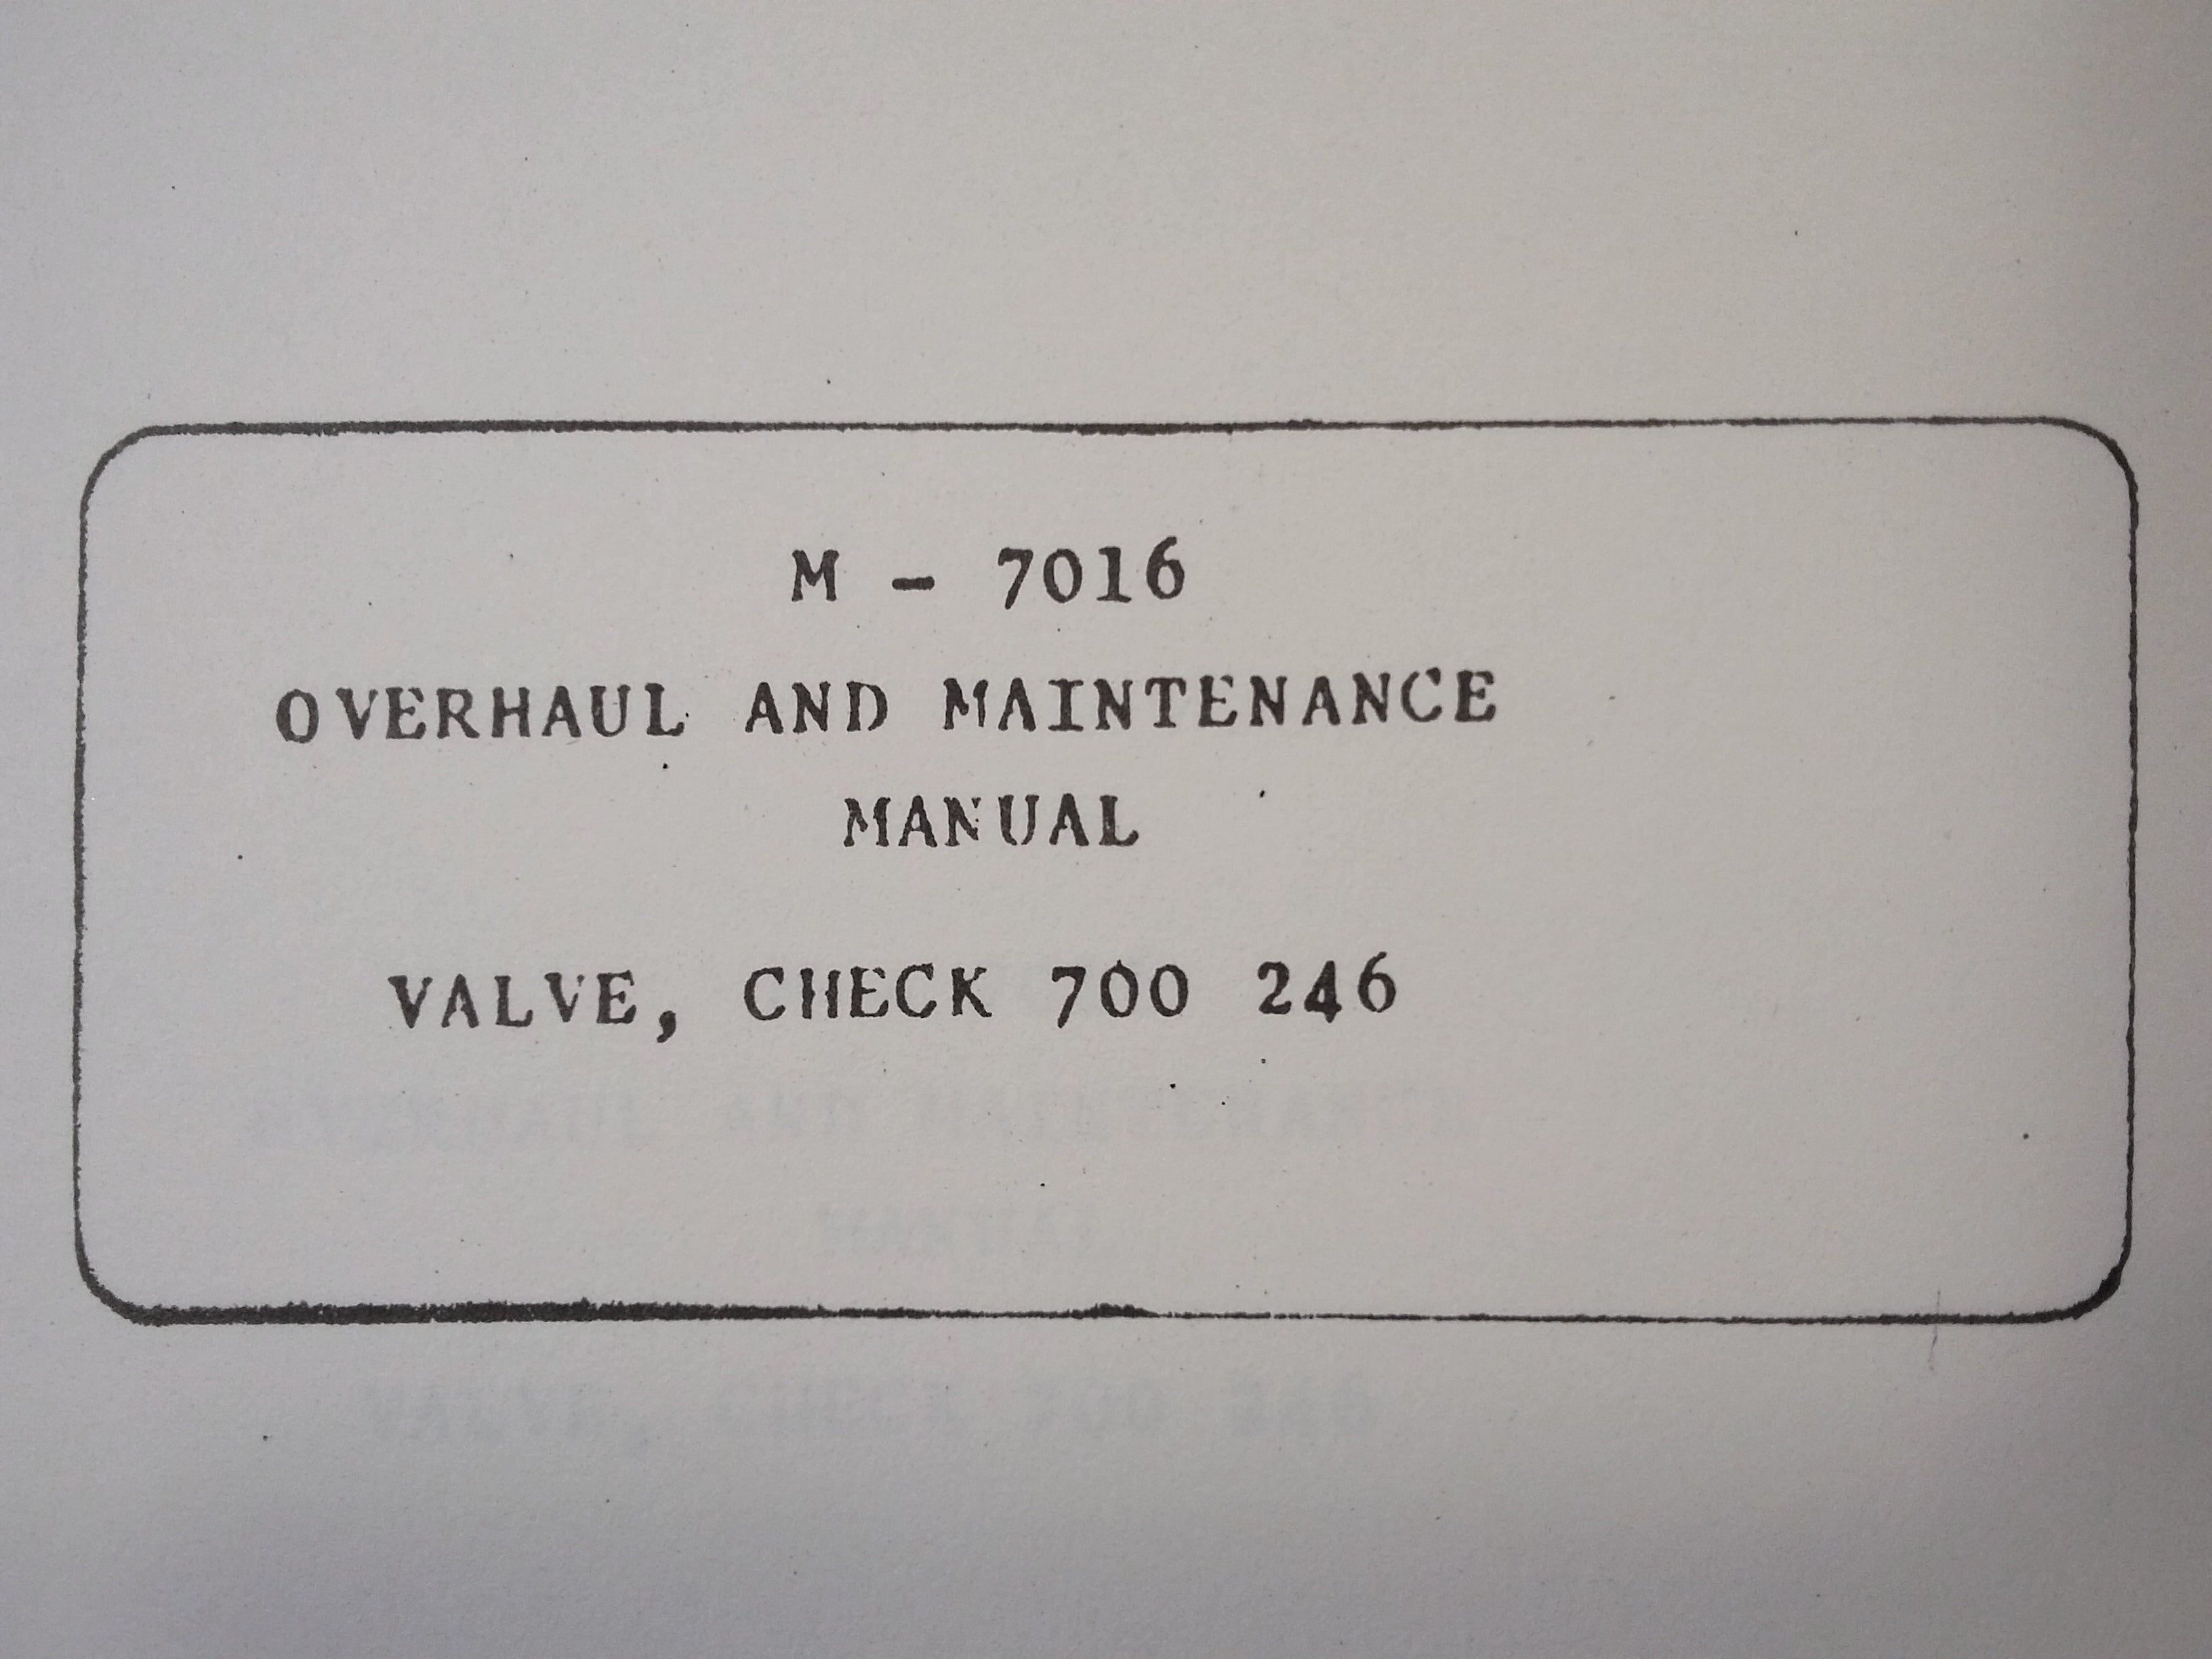 M - 7016
OVERHAUL AND MAINTENANCE
MANUAL
VALVE, CHECK 700 246